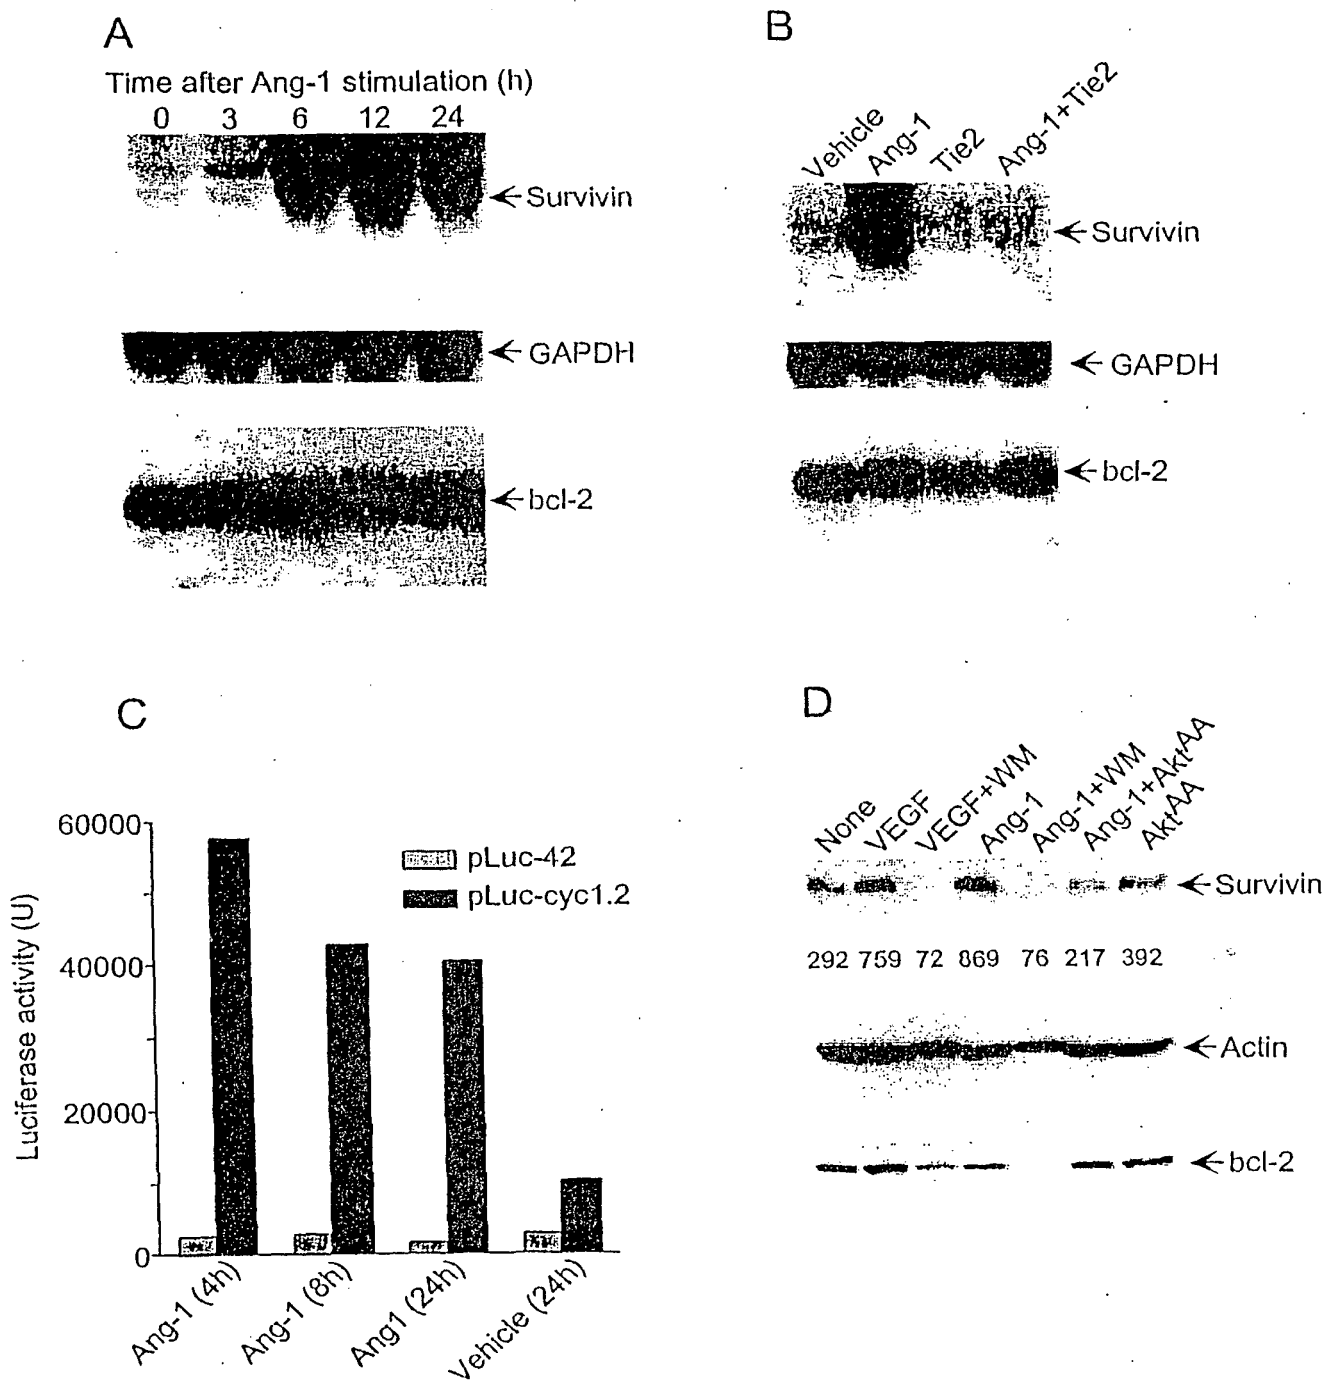 A
Time after Ang-1 stimulation (h)
0 3 6 12 24
Survivin
GAPDH
bcl-2
B
Vehicle Ang-1 Tie2 Ang-1+Tie2
Survivin
GAPDH
bcl-2
C
Luciferase activity (U)
60000
40000
20000
0
pLuc-42
pLuc-cyc1.2
Ang-1 (4h) Ang-1 (8h) Ang1 (24h) Vehicle (24h)
D
None VEGF VEGF+WM Ang-1 Ang-1+WM Ang-1+AktAA AktAA
Survivin
292 759 72 869 76 217 392
Actin
bcl-2